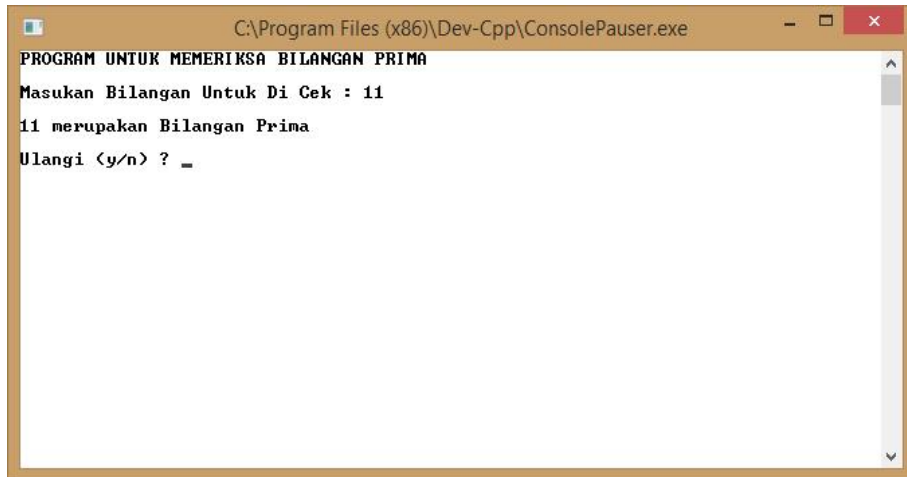 C:\Program Files (x86)\Dev-Cpp\ConsolePauser.exe
PROGRAM UNTUK MEMERIKSA BILANGAN PRIMA
Masukan Bilangan Untuk Di Cek : 11
11 merupakan Bilangan Prima
Ulangi (y/n) ? _